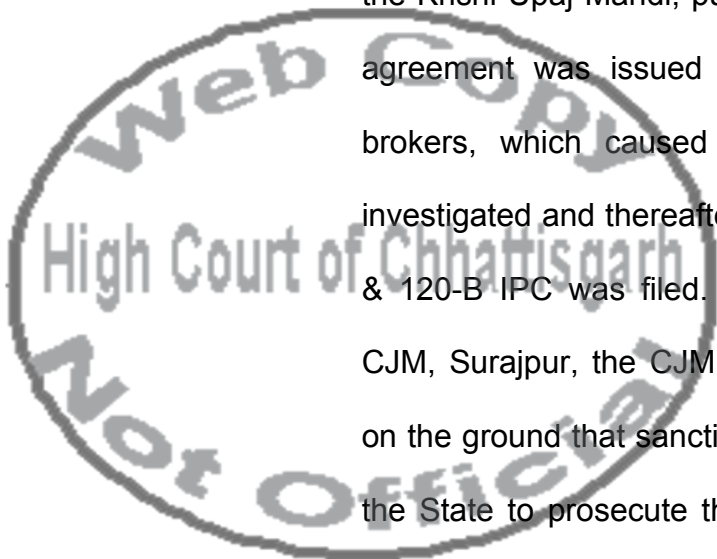 the Krishi Upaj Mandi, pu
agreement was issued
brokers, which caused
investigated and thereafte
& 120-B IPC was filed.
CJM, Surajpur, the CJM
on the ground that sancti
the State to prosecute th
Web Copy
High Court of Chhattisgarh
Not Official